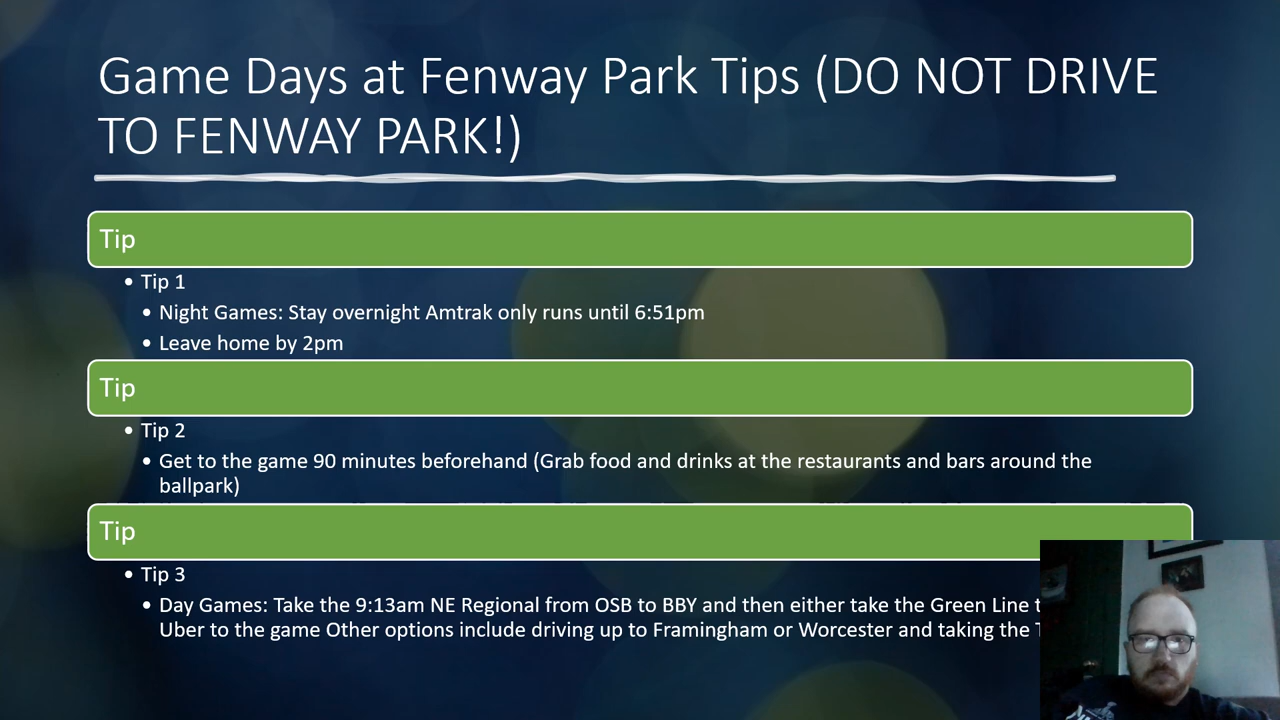 Game Days at Fenway Park Tips (DO NOT DRIVE
TO FENWAY PARK!)
Tip
• Tip 1
• Night Games: Stay overnight Amtrak only runs until 6:51pm
• Leave home by 2pm
Tip
• Tip 2
• Get to the game 90 minutes beforehand (Grab food and drinks at the restaurants and bars around the
ballpark)
Tip
• Tip 3
• Day Games: Take the 9:13am NE Regional from OSB to BBY and then either take the Green Line
Uber to the game Other options include driving up to Framingham or Worcester and taking the